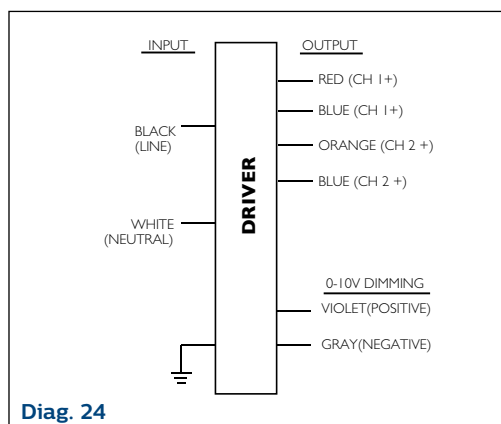 INPUT
OUTPUT
RED (CH 1+)
BLUE (CH 1+)
BLACK
(LINE)
ORANGE (CH 2 +)
BLUE (CH 2 +)
DRIVER
WHITE
(NEUTRAL)
0-10V DIMMING
VIOLET(POSITIVE)
GRAY(NEGATIVE)
Diag. 24